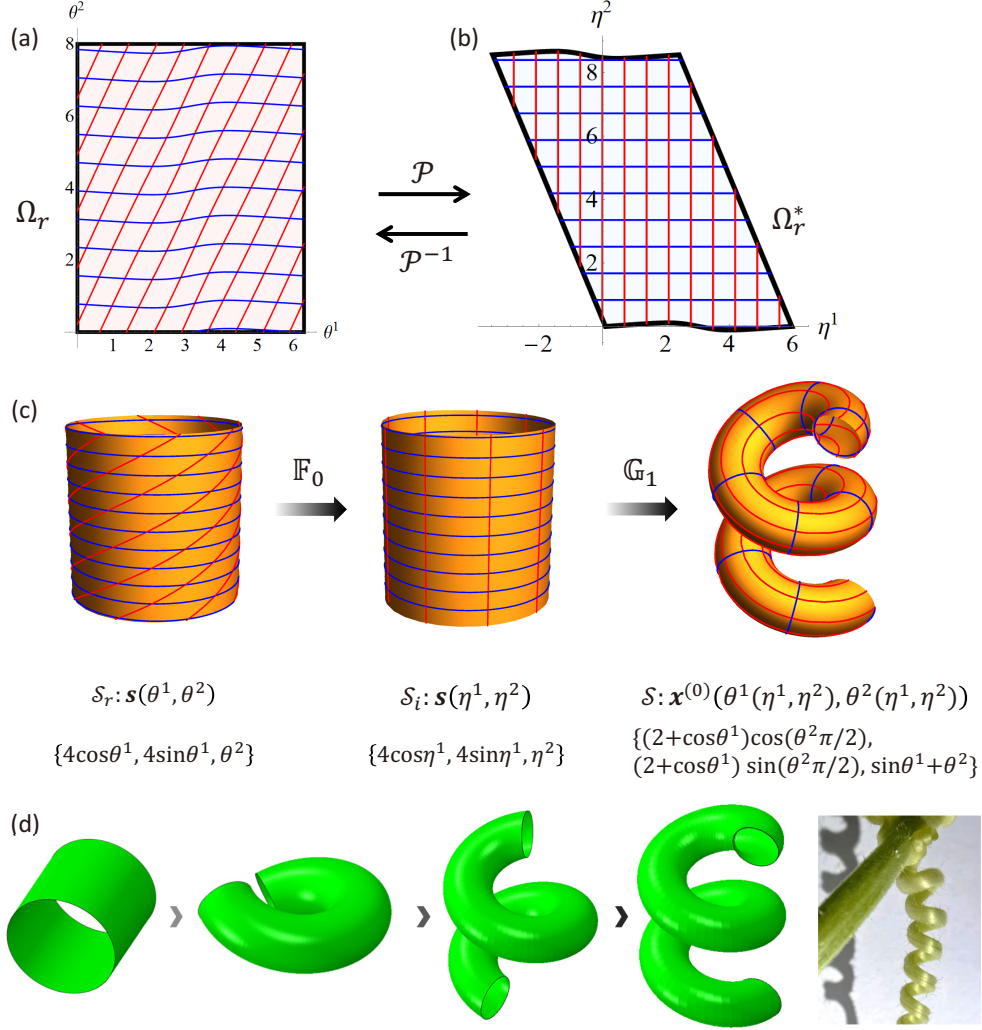 (a)
θ²
8
6
4
2
Ω_r
1 2 3 4 5 6 θ¹
𝒫
𝒫⁻¹
(b)
η²
8
6
4
2
Ω_r^*
−2 2 4 6 η¹
(c)
𝔽₀
𝔾₁
𝒮_r: 𝒔(θ¹, θ²)
{4cosθ¹, 4sinθ¹, θ²}
𝒮_i: 𝒔(η¹, η²)
{4cosη¹, 4sinη¹, η²}
𝒮: 𝒙⁽⁰⁾(θ¹(η¹, η²), θ²(η¹, η²))
{(2+cosθ¹)cos(θ²π/2),
(2+cosθ¹) sin(θ²π/2), sinθ¹+θ²}
(d)